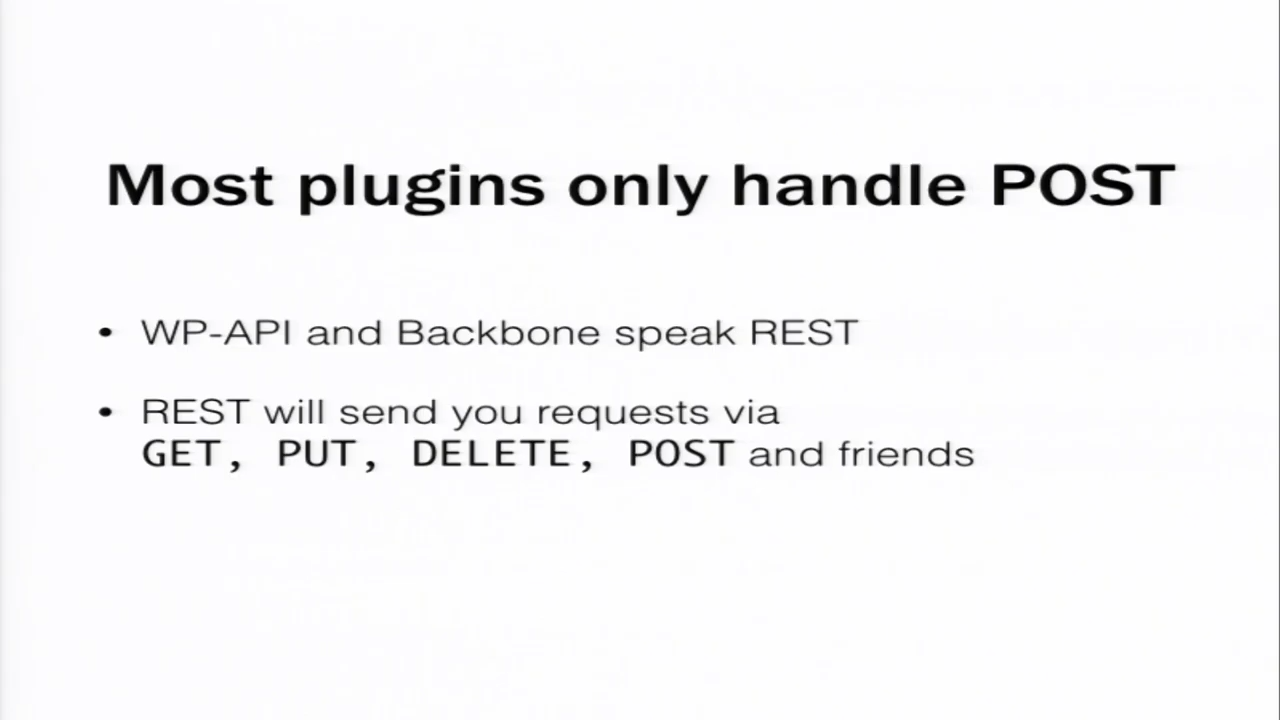 Most plugins only handle POST
• WP-API and Backbone speak REST
• REST will send you requests via
GET, PUT, DELETE, POST and friends